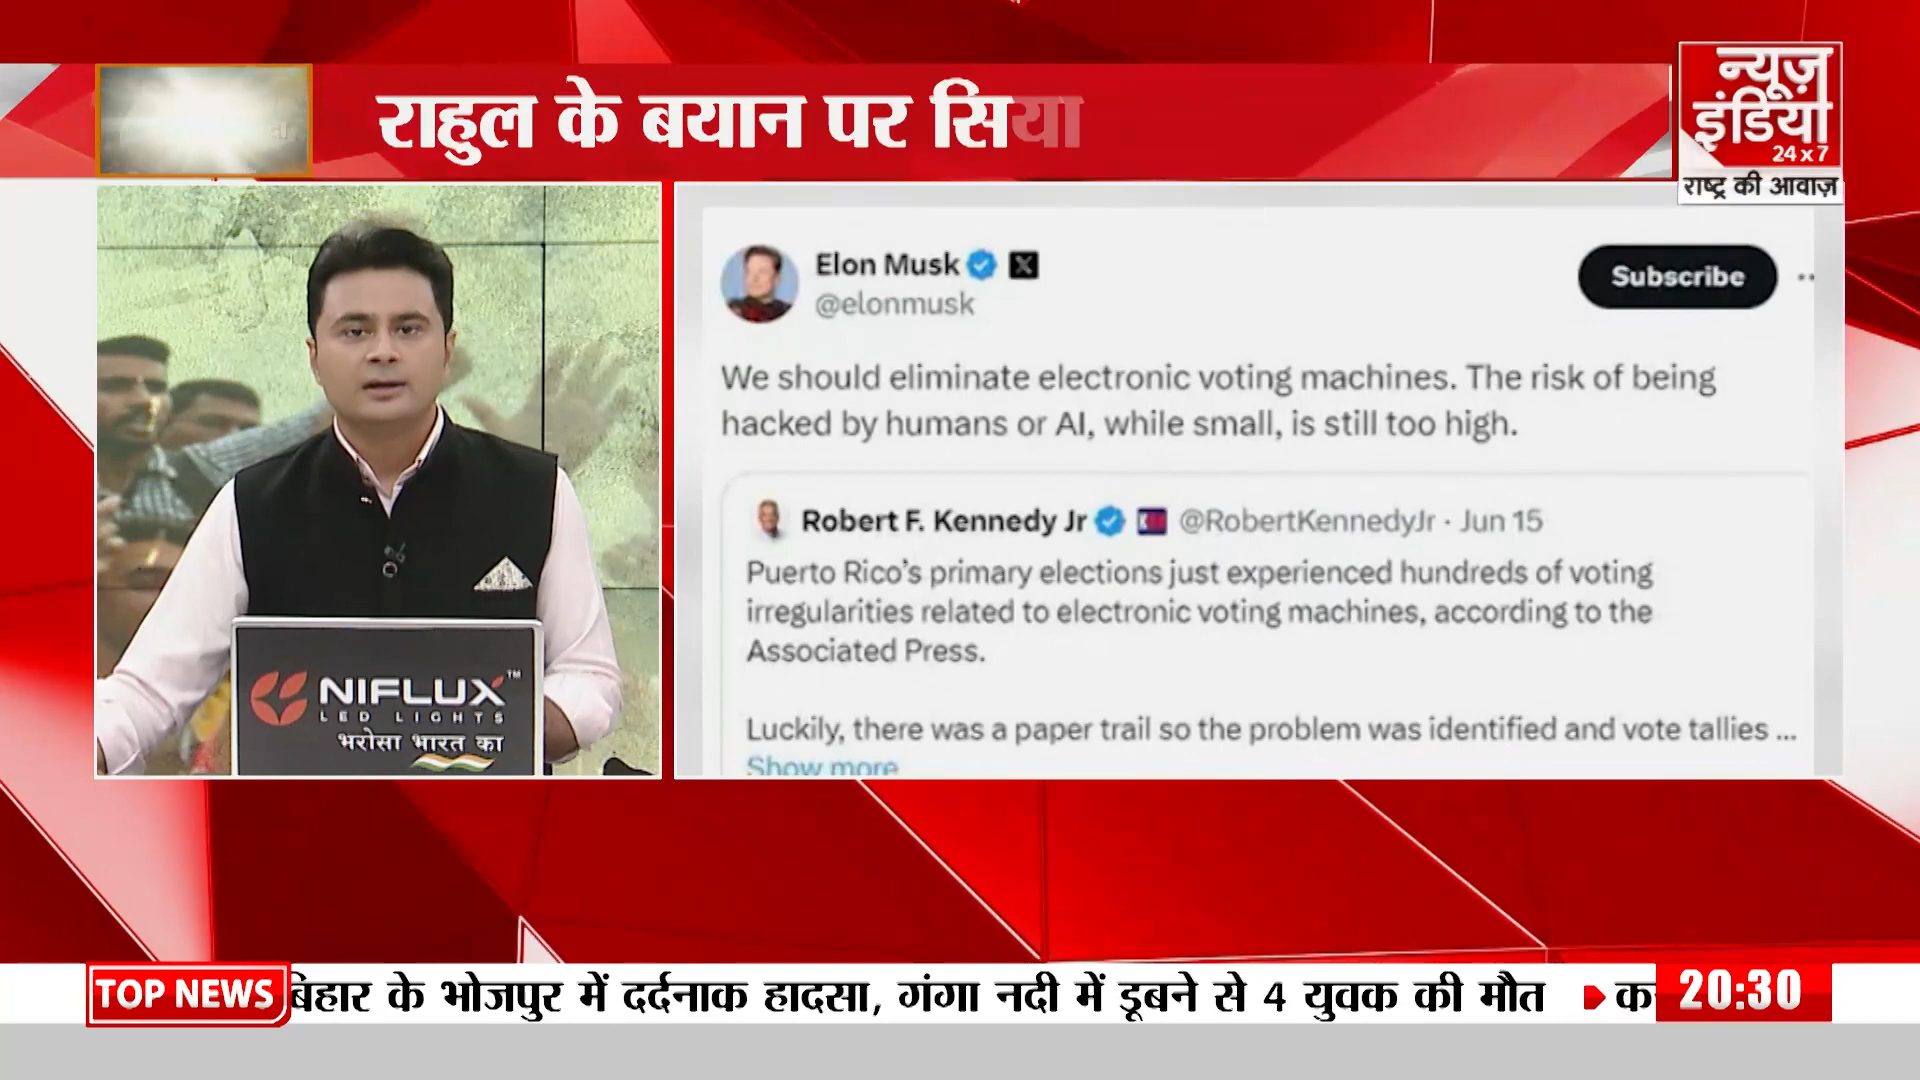 राहुल के बयान पर सिया
न्यूज़
इंडिया
24x7
राष्ट्र की आवाज़
Elon Musk
@elonmusk
Subscribe
We should eliminate electronic voting machines. The risk of being
hacked by humans or AI, while small, is still too high.
Robert F. Kennedy Jr @RobertKennedyJr · Jun 15
Puerto Rico's primary elections just experienced hundreds of voting
irregularities related to electronic voting machines, according to the
Associated Press.
Luckily, there was a paper trail so the problem was identified and vote tallies ...
Show more
NIFLUX™
LED LIGHTS
भरोसा भारत का
TOP NEWS
बिहार के भोजपुर में दर्दनाक हादसा, गंगा नदी में डूबने से 4 युवक की मौत
20:30